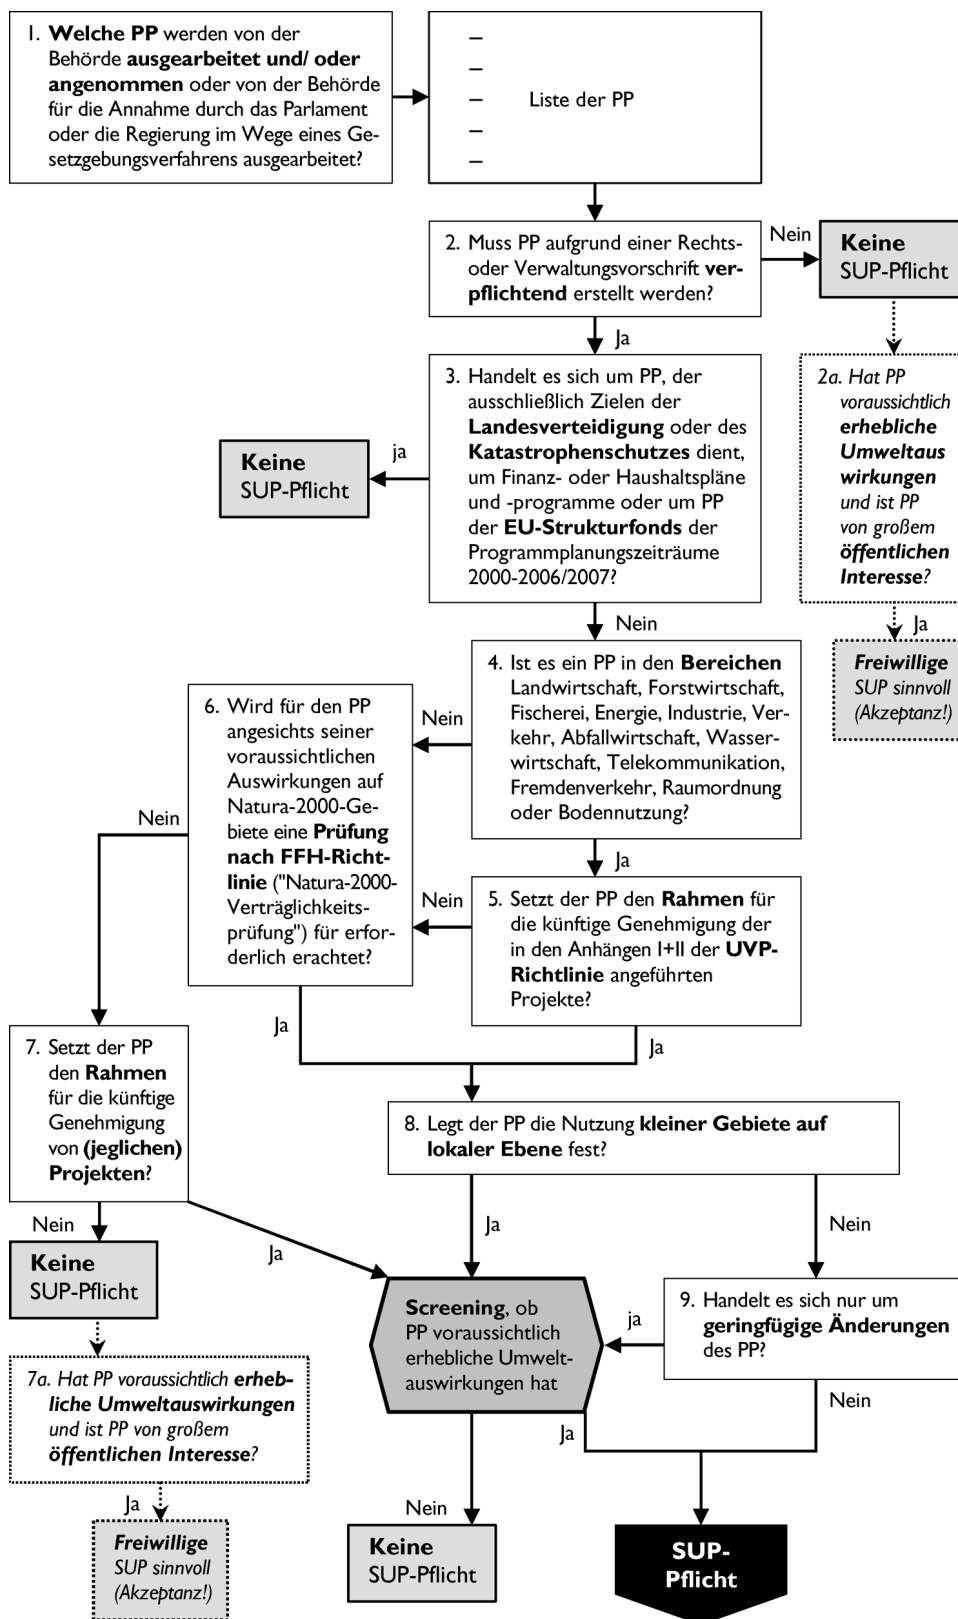 1. Welche PP werden von der
Behörde ausgearbeitet und/ oder
angenommen oder von der Behörde
für die Annahme durch das Parlament
oder die Regierung im Wege eines Ge-
setzgebungsverfahrens ausgearbeitet?
–
–
– Liste der PP
–
–
2. Muss PP aufgrund einer Rechts-
oder Verwaltungsvorschrift ver-
pflichtend erstellt werden?
Nein
Keine
SUP-Pflicht
Ja
2a. Hat PP
voraussichtlich
erhebliche
Umweltaus
wirkungen
und ist PP
von großem
öffentlichen
Interesse?
Ja
Freiwillige
SUP sinnvoll
(Akzeptanz!)
3. Handelt es sich um PP, der
ausschließlich Zielen der
Landesverteidigung oder des
Katastrophenschutzes dient,
um Finanz- oder Haushaltspläne
und -programme oder um PP
der EU-Strukturfonds der
Programmplanungszeiträume
2000-2006/2007?
ja
Keine
SUP-Pflicht
Nein
4. Ist es ein PP in den Bereichen
Landwirtschaft, Forstwirtschaft,
Fischerei, Energie, Industrie, Ver-
kehr, Abfallwirtschaft, Wasser-
wirtschaft, Telekommunikation,
Fremdenverkehr, Raumordnung
oder Bodennutzung?
Nein
Ja
5. Setzt der PP den Rahmen für
die künftige Genehmigung der
in den Anhängen I+II der UVP-
Richtlinie angeführten
Projekte?
Nein
Ja
6. Wird für den PP
angesichts seiner
voraussichtlichen
Auswirkungen auf
Natura-2000-Ge-
biete eine Prüfung
nach FFH-Richt-
linie ("Natura-2000-
Verträglichkeits-
prüfung") für erfor-
derlich erachtet?
Nein
Ja
7. Setzt der PP
den Rahmen
für die künftige
Genehmigung
von (jeglichen)
Projekten?
Nein
Ja
Keine
SUP-Pflicht
7a. Hat PP voraussichtlich erheb-
liche Umweltauswirkungen
und ist PP von großem
öffentlichen Interesse?
Ja
Freiwillige
SUP sinnvoll
(Akzeptanz!)
8. Legt der PP die Nutzung kleiner Gebiete auf
lokaler Ebene fest?
Ja
Nein
9. Handelt es sich nur um
geringfügige Änderungen
des PP?
ja
Nein
Screening, ob
PP voraussichtlich
erhebliche Umwelt-
auswirkungen hat
Ja
Nein
Keine
SUP-Pflicht
SUP-
Pflicht